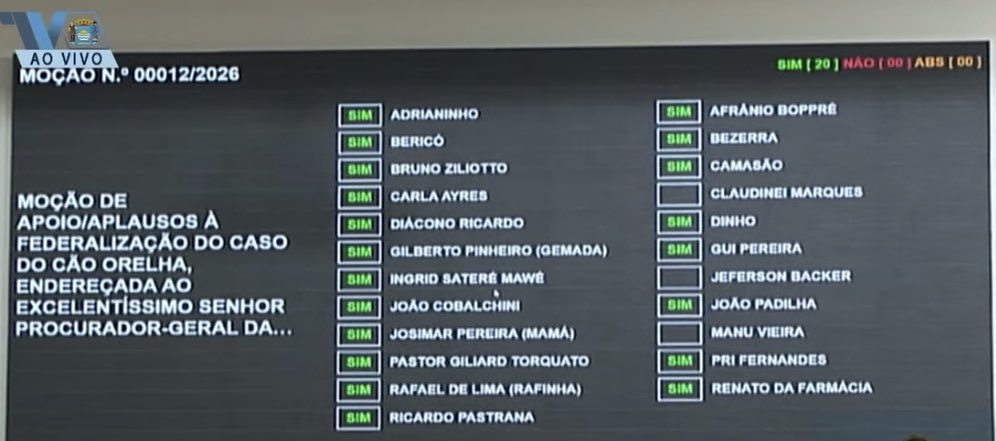 AO VIVO
MOÇÃO N.º 00012/2026
SIM [ 20 ] NÃO [ 00 ] ABS [ 00 ]
MOÇÃO DE
APOIO/APLAUSOS À
FEDERALIZAÇÃO DO CASO
DO CÃO ORELHA,
ENDEREÇADA AO
EXCELENTÍSSIMO SENHOR
PROCURADOR-GERAL DA...
SIM ADRIANINHO
SIM BERICÓ
SIM BRUNO ZILIOTTO
SIM CARLA AYRES
SIM DIÁCONO RICARDO
SIM GILBERTO PINHEIRO (GEMADA)
SIM INGRID SATERÉ MAWÉ
SIM JOÃO COBALCHINI
SIM JOSIMAR PEREIRA (MAMÁ)
SIM PASTOR GILIARD TORQUATO
SIM RAFAEL DE LIMA (RAFINHA)
SIM RICARDO PASTRANA
SIM AFRÂNIO BOPPRÉ
SIM BEZERRA
SIM CAMASÃO
CLAUDINEI MARQUES
SIM DINHO
SIM GUI PEREIRA
JEFERSON BACKER
SIM JOÃO PADILHA
MANU VIEIRA
SIM PRI FERNANDES
SIM RENATO DA FARMÁCIA